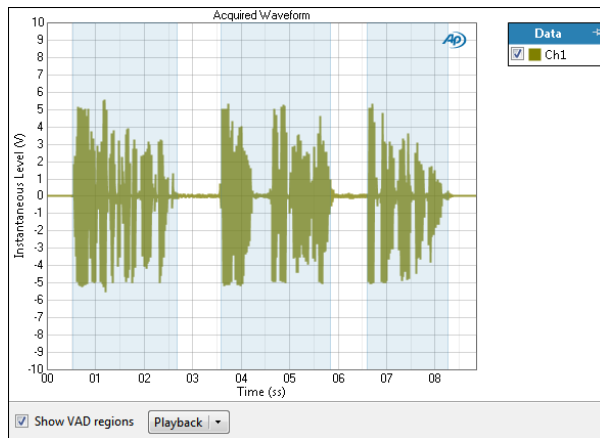 Acquired Waveform
AP
Data
Ch1
Instantaneous Level (V)
10
9
8
7
6
5
4
3
2
1
0
-1
-2
-3
-4
-5
-6
-7
-8
-9
-10
00 01 02 03 04 05 06 07 08
Time (ss)
Show VAD regions Playback